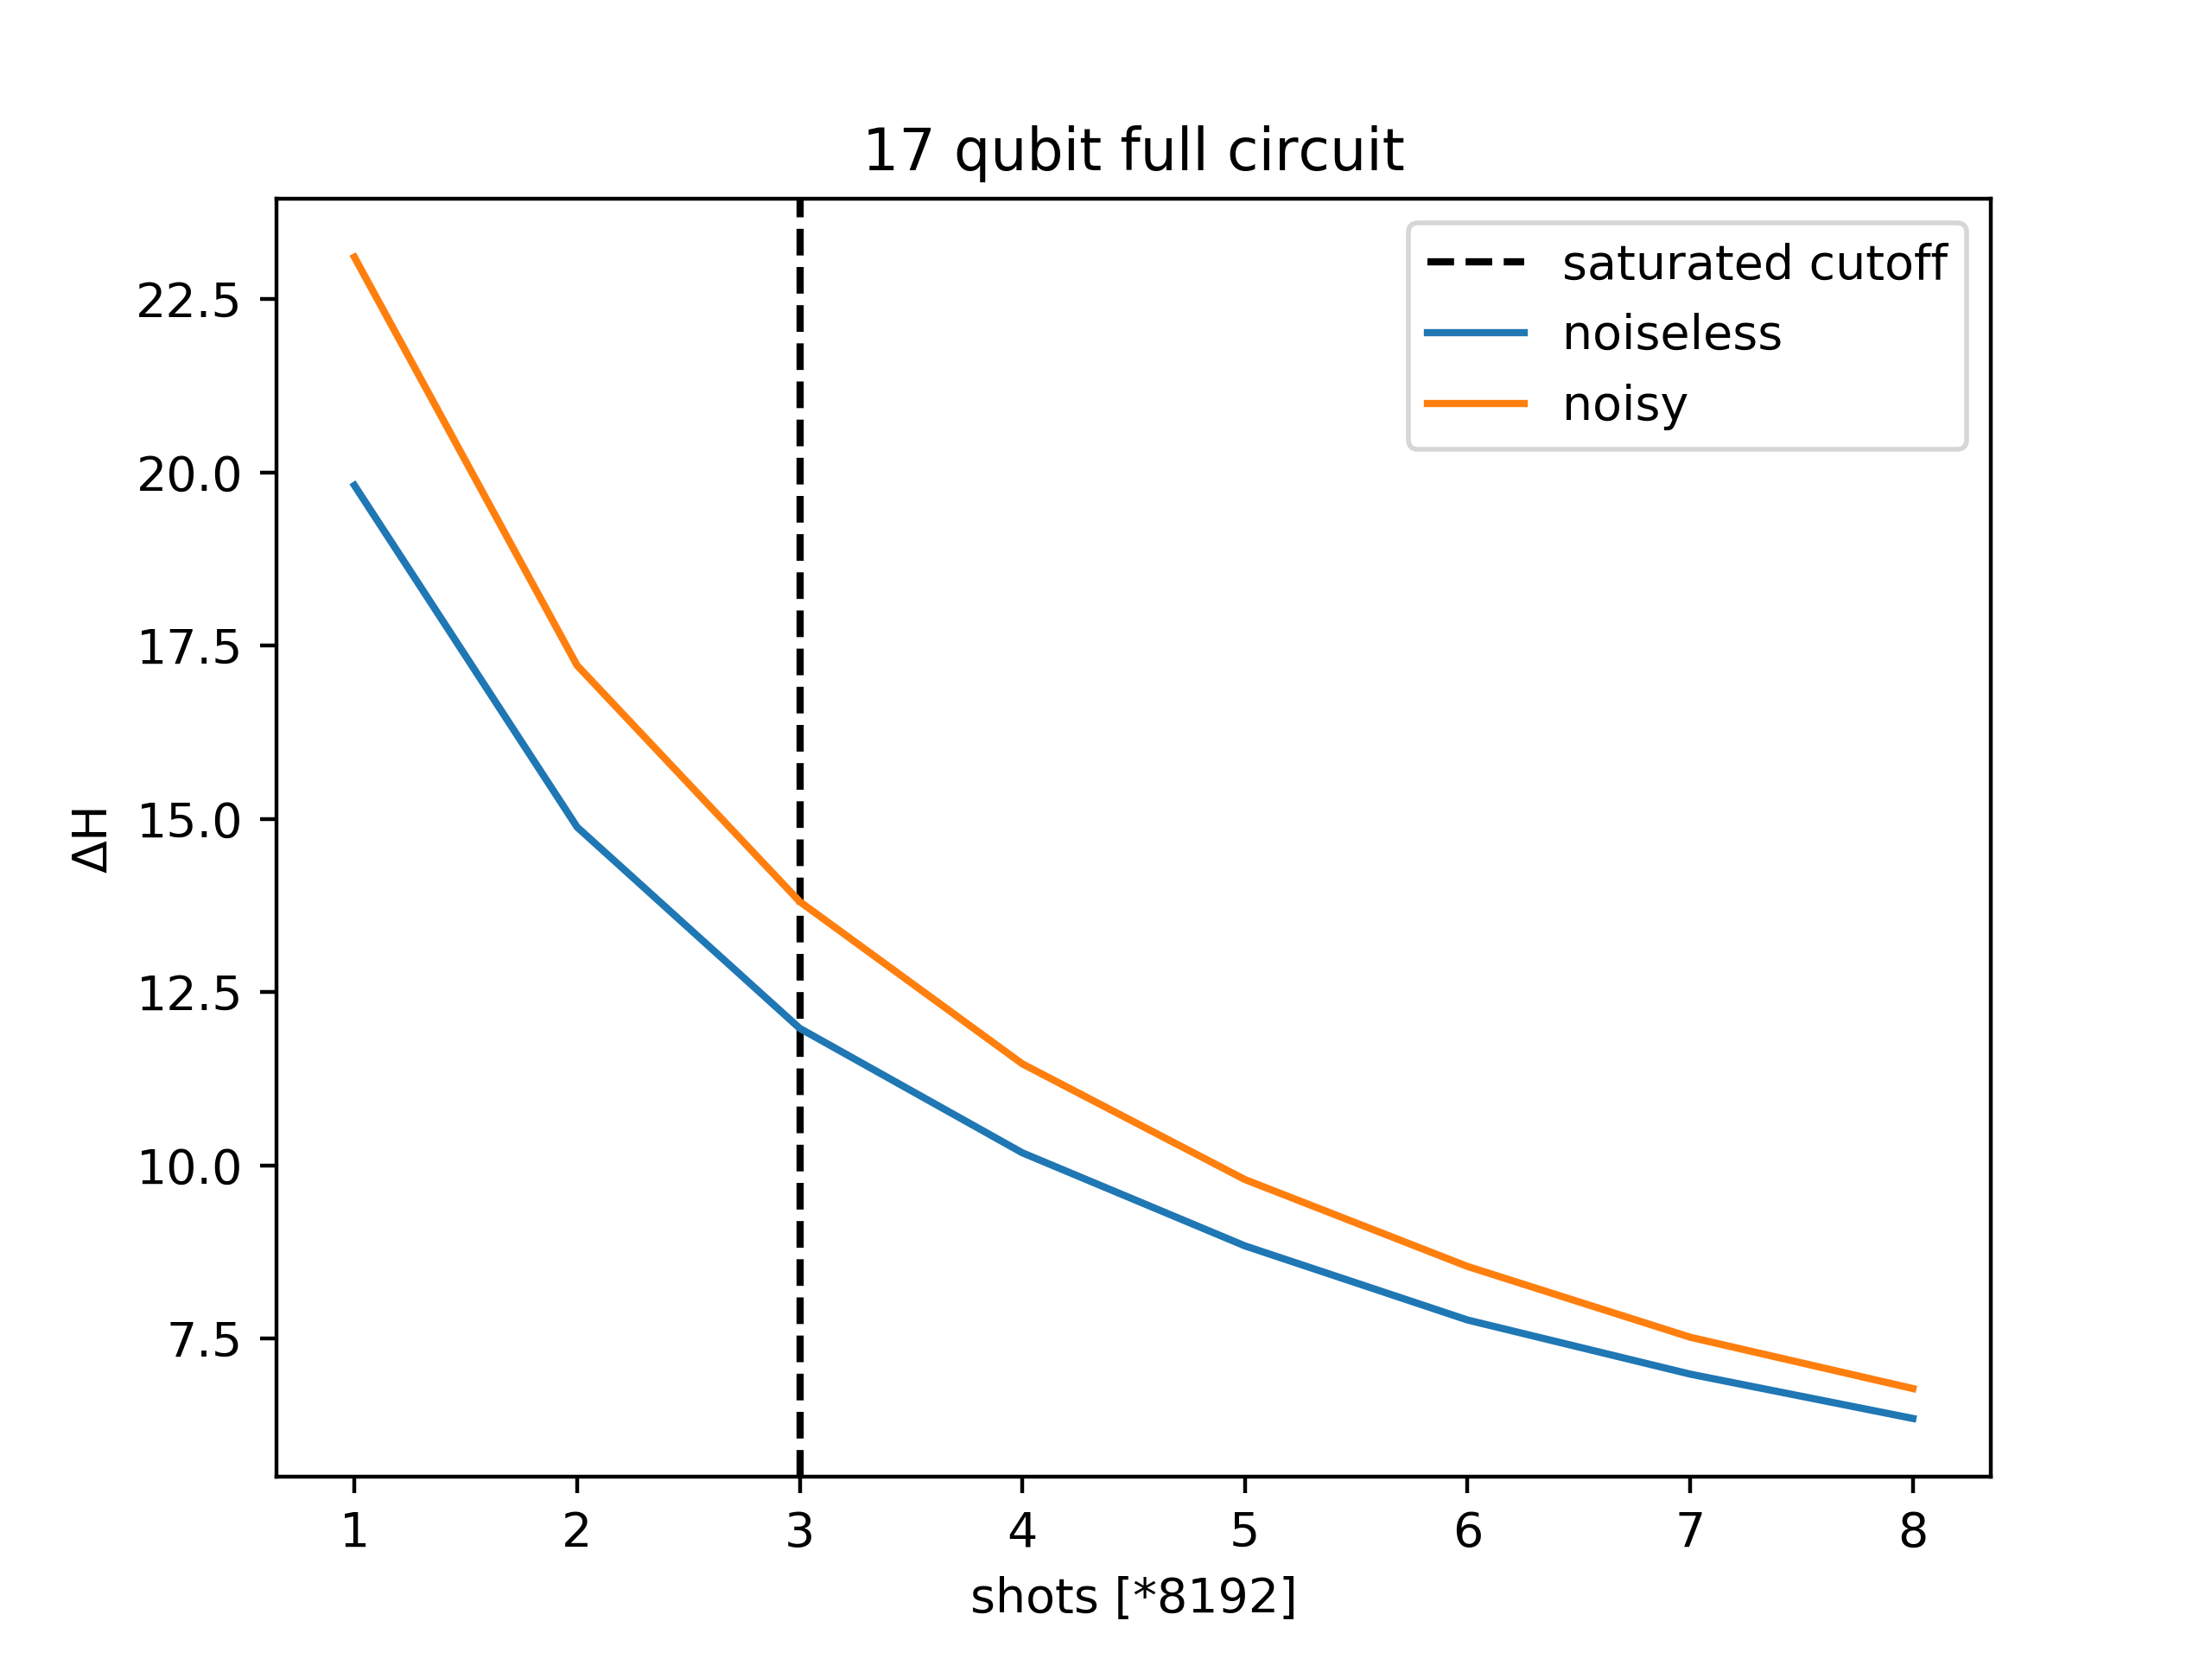 17 qubit full circuit
saturated cutoff
noiseless
noisy
22.5
20.0
17.5
15.0
12.5
10.0
7.5
ΔH
1 2 3 4 5 6 7 8
shots [*8192]